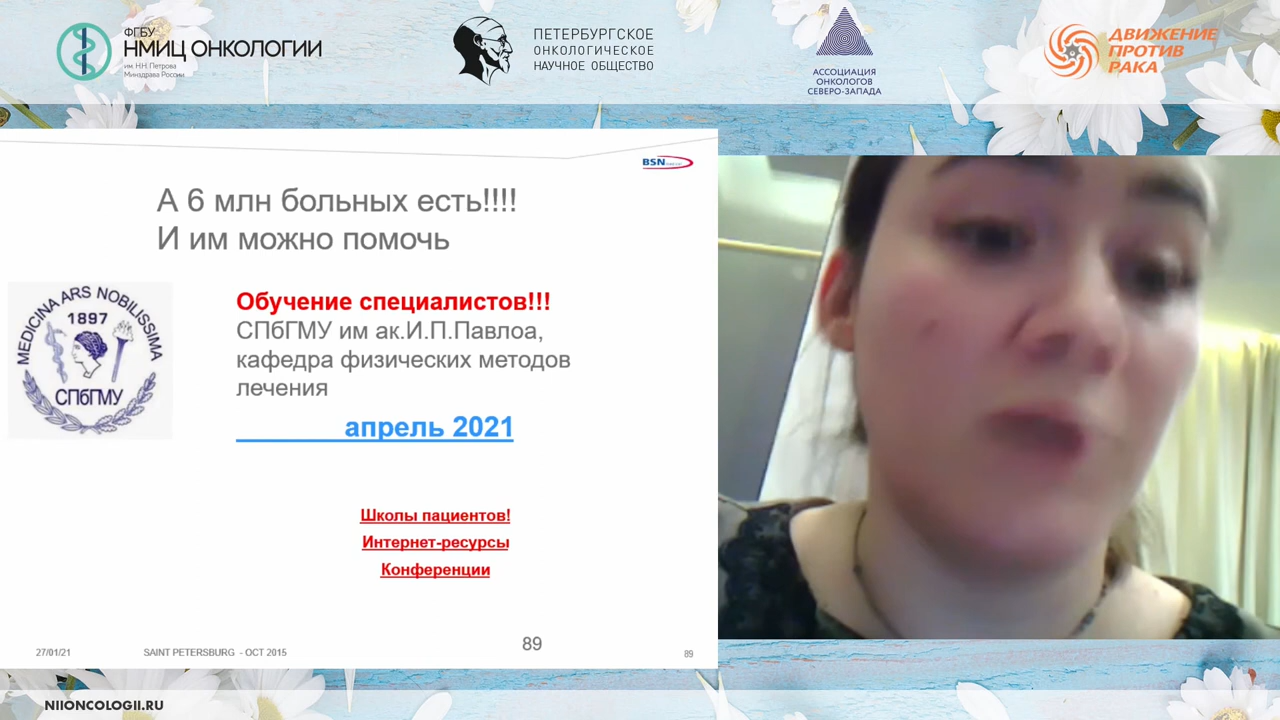 ФГБУ
НМИЦ ОНКОЛОГИИ
им. Н.Н. Петрова
Минздрава России
ПЕТЕРБУРГСКОЕ
ОНКОЛОГИЧЕСКОЕ
НАУЧНОЕ ОБЩЕСТВО
АССОЦИАЦИЯ
ОНКОЛОГОВ
СЕВЕРО-ЗАПАДА
ДВИЖЕНИЕ
ПРОТИВ
РАКА
BSN
А 6 млн больных есть!!!!
И им можно помочь
MEDICINA ARS NOBILISSIMA
1897
СПбГМУ
Обучение специалистов!!!
СПбГМУ им ак.И.П.Павлоа,
кафедра физических методов
лечения
апрель 2021
Школы пациентов!
Интернет-ресурсы
Конференции
89
27/01/21
SAINT PETERSBURG - OCT 2015
89
NIIONCOLOGII.RU